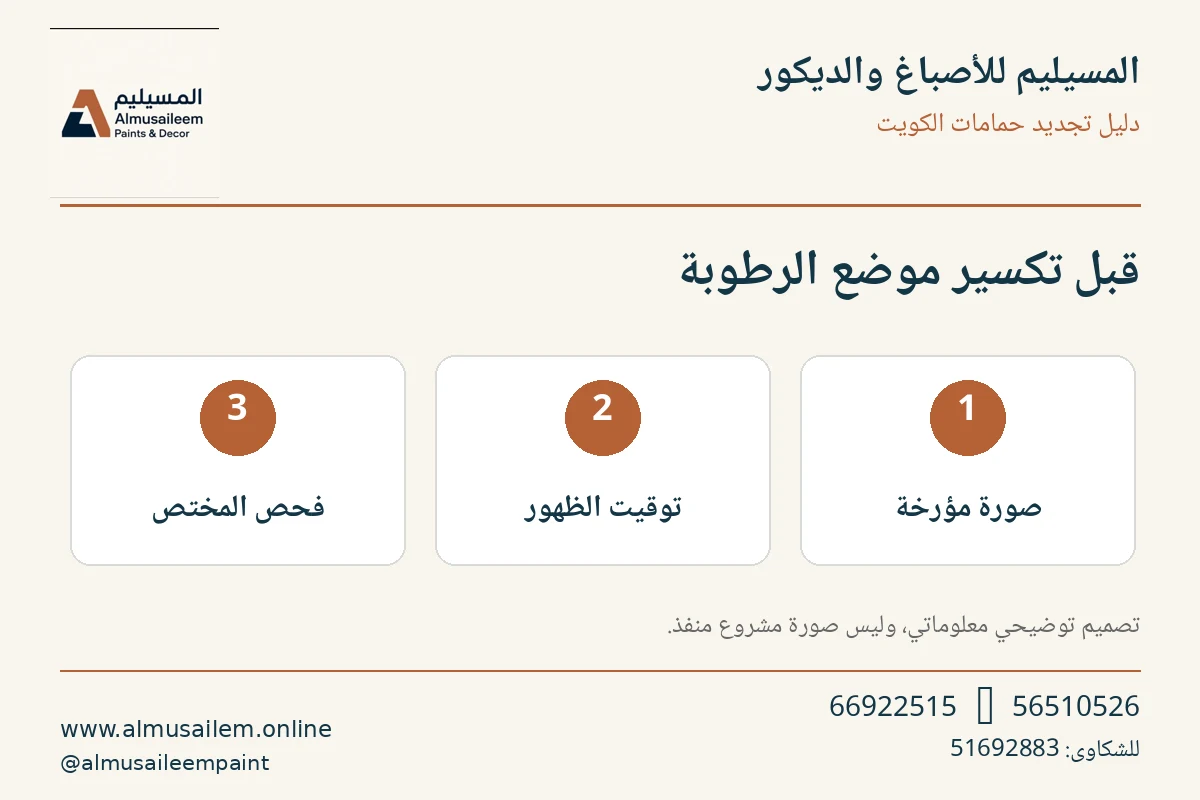 المسيليم للأصباغ والديكور
دليل تجديد حمامات الكويت
المسيليم
Almusaileem
Paints & Decor
قبل تكسير موضع الرطوبة
1
صورة مؤرخة
2
توقيت الظهور
3
فحص المختص
تصميم توضيحي معلوماتي، وليس صورة مشروع منفذ.
56510526 66922515
للشكاوى: 51692883
www.almusailem.online
@almusaileempaint